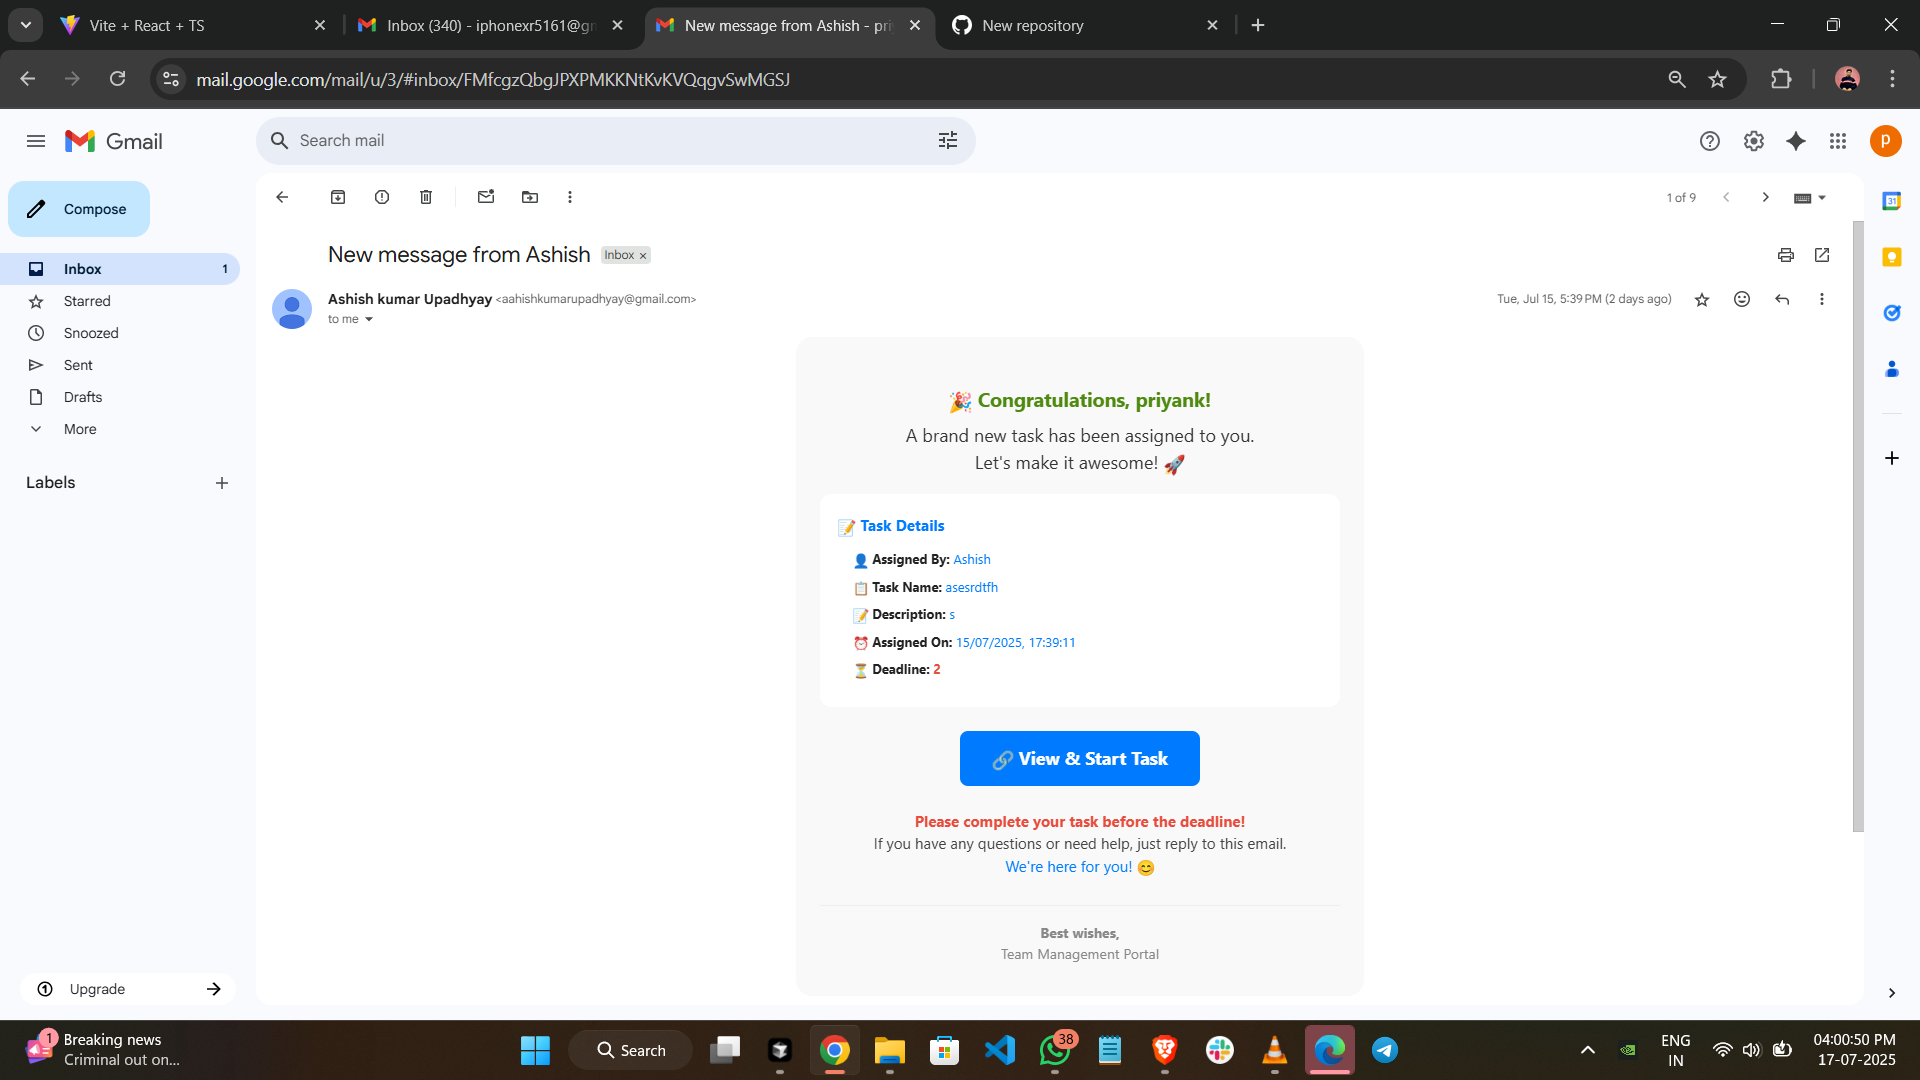 Vite + React + TS
Inbox (340) - iphonexr5161@gm
New message from Ashish - priy
New repository
mail.google.com/mail/u/3/#inbox/FMfcgzQbgJPXPMKKNtKvKVQqgvSwMGSJ
Gmail
Search mail
p
Compose
1 of 9
Inbox 1
Starred
Snoozed
Sent
Drafts
More
Labels
Upgrade
New message from Ashish Inbox x
Ashish kumar Upadhyay <aahishkumarupadhyay@gmail.com>
Tue, Jul 15, 5:39 PM (2 days ago)
to me
🎉 Congratulations, priyank!
A brand new task has been assigned to you.
Let's make it awesome! 🚀
📝 Task Details
👤 Assigned By: Ashish
📋 Task Name: asesrdtfh
📝 Description: s
⏰ Assigned On: 15/07/2025, 17:39:11
⏳ Deadline: 2
🔗 View & Start Task
Please complete your task before the deadline!
If you have any questions or need help, just reply to this email.
We're here for you! 😊
Best wishes,
Team Management Portal
1
Breaking news
Criminal out on...
Search
38
ENG
IN
04:00:50 PM
17-07-2025